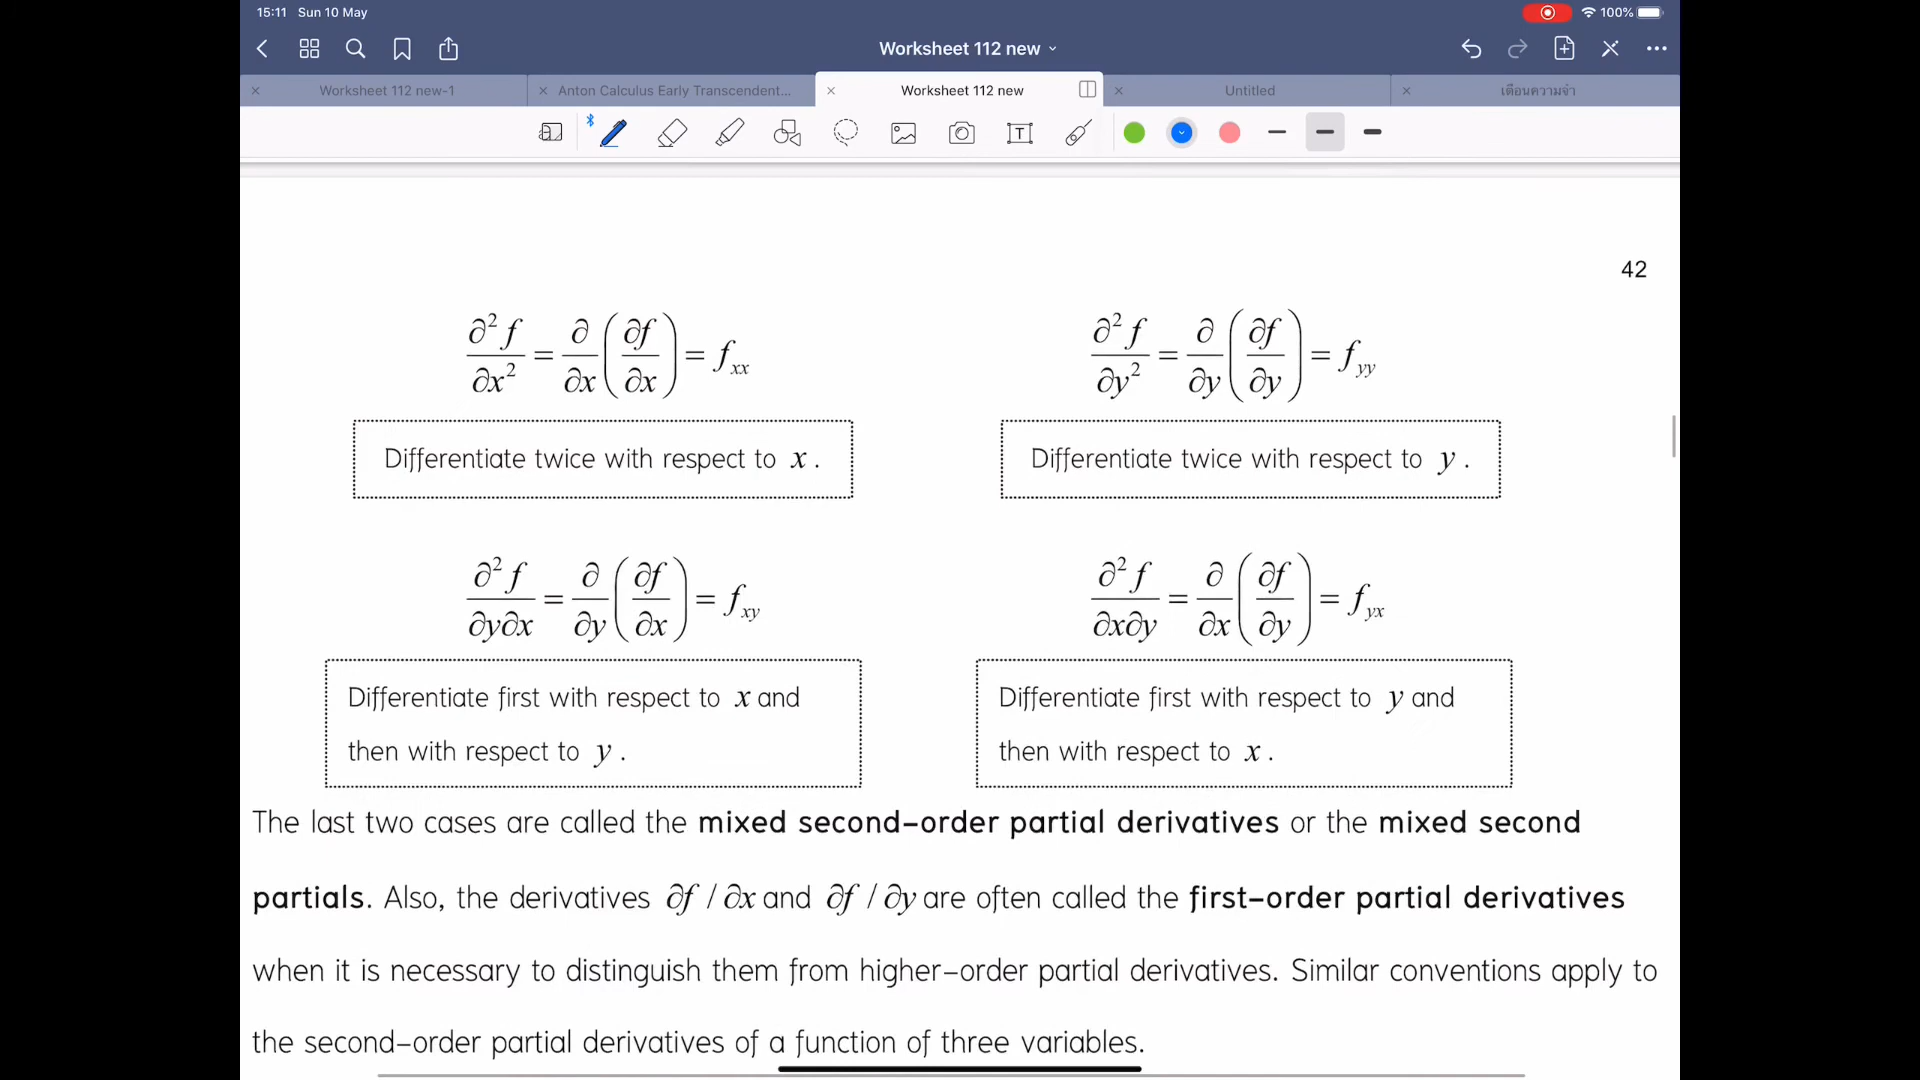 15:11 Sun 10 May
100%
Worksheet 112 new
Worksheet 112 new-1
Anton Calculus Early Transcendent...
Worksheet 112 new
Untitled
เตือนความจำ
42
∂²f/∂x² = ∂/∂x (∂f/∂x) = f_xx
∂²f/∂y² = ∂/∂y (∂f/∂y) = f_yy
Differentiate twice with respect to x .
Differentiate twice with respect to y .
∂²f/∂y∂x = ∂/∂y (∂f/∂x) = f_xy
∂²f/∂x∂y = ∂/∂x (∂f/∂y) = f_yx
Differentiate first with respect to x and
then with respect to y .
Differentiate first with respect to y and
then with respect to x .
The last two cases are called the mixed second-order partial derivatives or the mixed second
partials. Also, the derivatives ∂f / ∂x and ∂f / ∂y are often called the first-order partial derivatives
when it is necessary to distinguish them from higher-order partial derivatives. Similar conventions apply to
the second-order partial derivatives of a function of three variables.